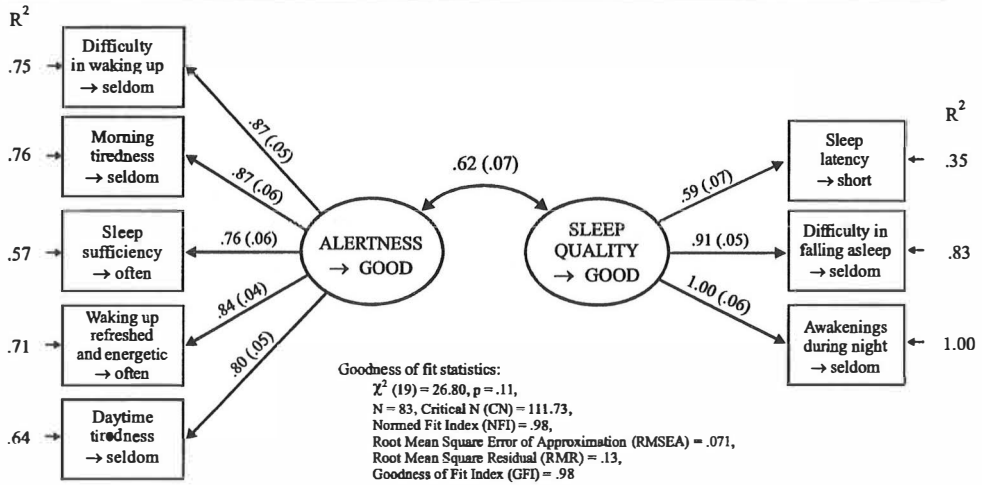 R²
.75
Difficulty
in waking up
→ seldom
.76
Morning
tiredness
→ seldom
.57
Sleep
sufficiency
→ often
.71
Waking up
refreshed
and energetic
→ often
.64
Daytime
tiredness
→ seldom
.87 (.05)
.87 (.06)
.76 (.06)
.84 (.04)
.80 (.05)
ALERTNESS
→ GOOD
.62 (.07)
SLEEP
QUALITY
→ GOOD
.59 (.07)
.91 (.05)
1.00 (.06)
R²
Sleep
latency
→ short
.35
Difficulty in
falling asleep
→ seldom
.83
Awakenings
during night
→ seldom
1.00
Goodness of fit statistics:
χ² (19) = 26.80, p = .11,
N = 83, Critical N (CN) = 111.73,
Normed Fit Index (NFI) = .98,
Root Mean Square Error of Approximation (RMSEA) = .071,
Root Mean Square Residual (RMR) = .13,
Goodness of Fit Index (GFI) = .98